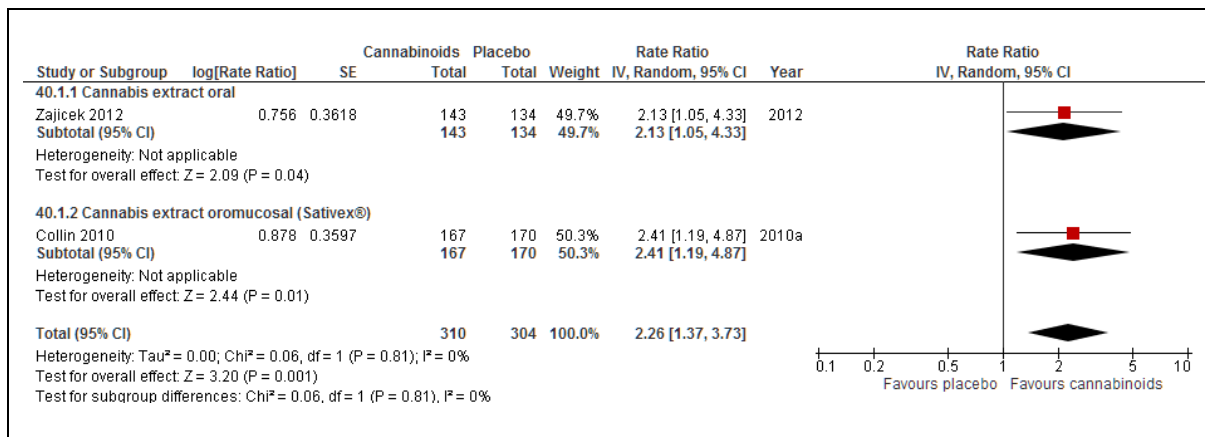 Cannabinoids Placebo Rate Ratio Rate Ratio
Study or Subgroup log[Rate Ratio] SE Total Total Weight IV, Random, 95% CI Year IV, Random, 95% CI
40.1.1 Cannabis extract oral
Zajicek 2012 0.756 0.3618 143 134 49.7% 2.13 [1.05, 4.33] 2012
Subtotal (95% CI) 143 134 49.7% 2.13 [1.05, 4.33]
Heterogeneity: Not applicable
Test for overall effect: Z = 2.09 (P = 0.04)
40.1.2 Cannabis extract oromucosal (Sativex®)
Collin 2010 0.878 0.3597 167 170 50.3% 2.41 [1.19, 4.87] 2010a
Subtotal (95% CI) 167 170 50.3% 2.41 [1.19, 4.87]
Heterogeneity: Not applicable
Test for overall effect: Z = 2.44 (P = 0.01)
Total (95% CI) 310 304 100.0% 2.26 [1.37, 3.73]
Heterogeneity: Tau² = 0.00; Chi² = 0.06, df = 1 (P = 0.81); I² = 0%
Test for overall effect: Z = 3.20 (P = 0.001)
Test for subgroup differences: Chi² = 0.06, df = 1 (P = 0.81), I² = 0%
0.1 0.2 0.5 1 2 5 10
Favours placebo Favours cannabinoids